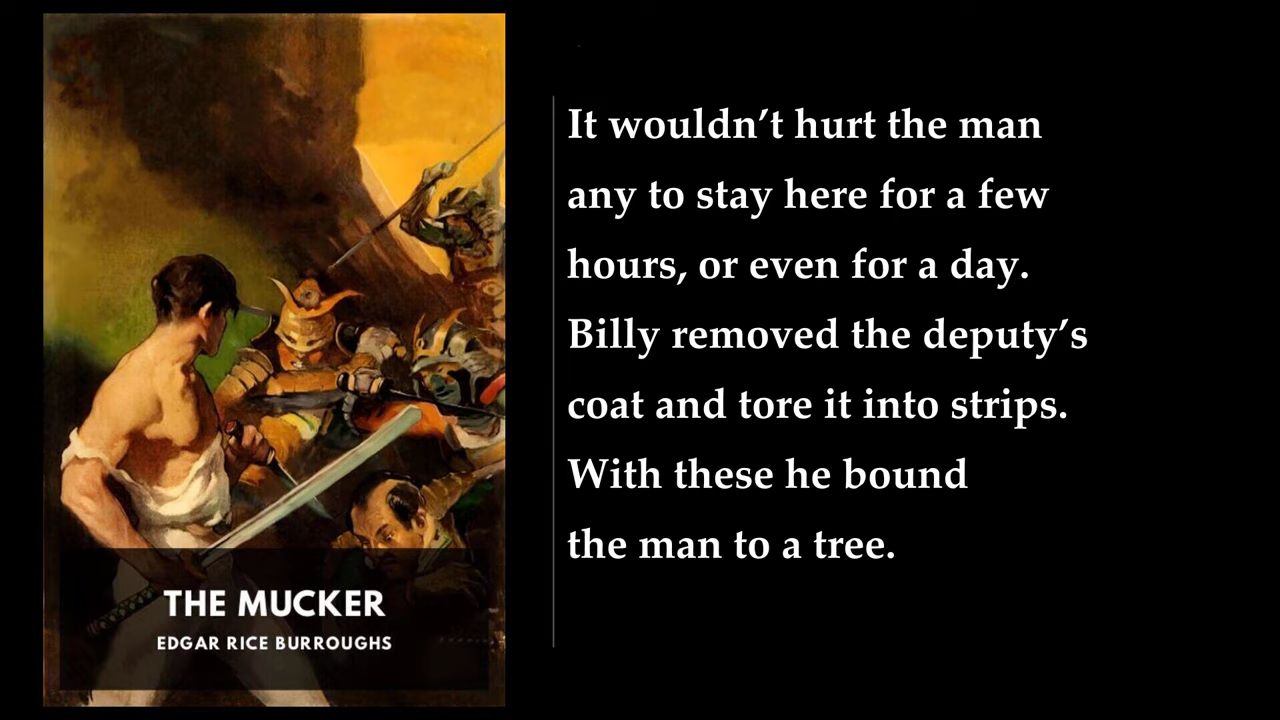 It wouldn’t hurt the man
any to stay here for a few
hours, or even for a day.
Billy removed the deputy’s
coat and tore it into strips.
With these he bound
the man to a tree.
THE MUCKER
EDGAR RICE BURROUGHS